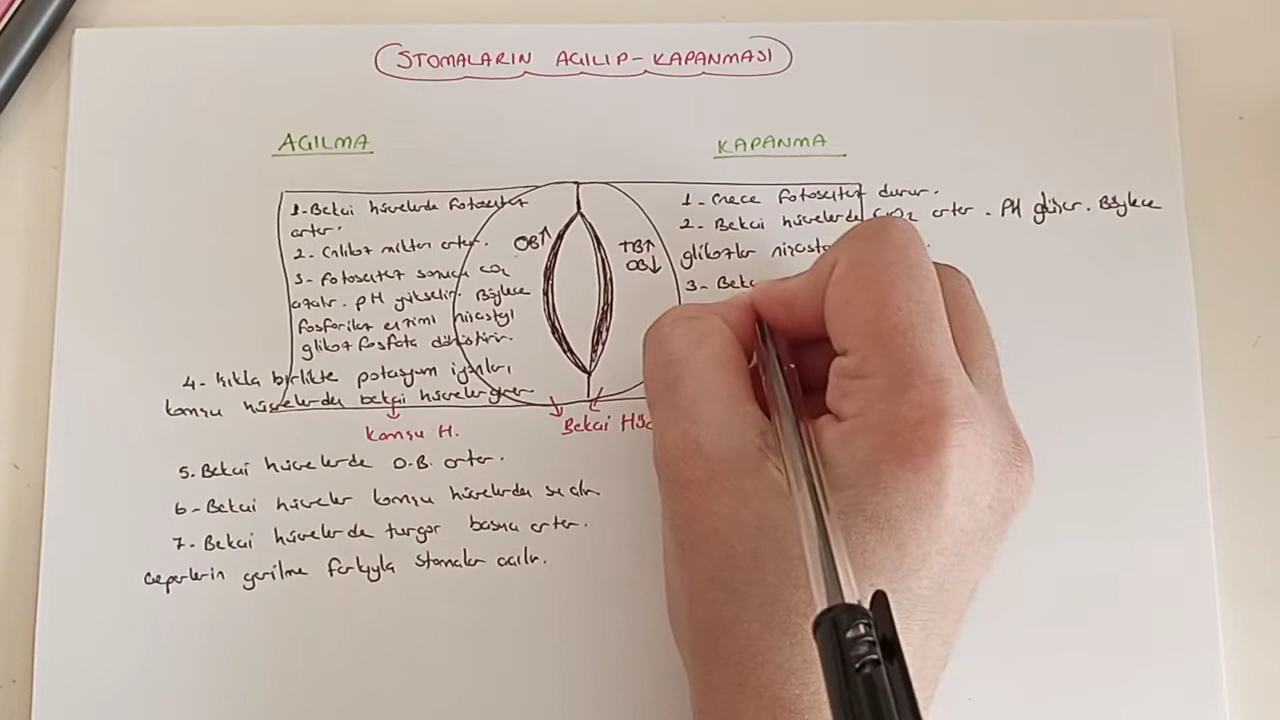 STOMALARIN AÇILIP-KAPANMASI
AÇILMA
1-Bekçi hücrelerde fotosentez
artar.
2- Glikoz miktarı artar.
3- Fotosentez sonucu CO2
azalır. pH yükselir. Böylece
fosforilaz enzimi nişastayı
glikoz fosfata dönüştürür.
4- Işıkla birlikte potasyum iyonları
komşu hücrelerden bekçi hücrelere girer
OB↑
TB↑
OB↓
Komşu H.
Bekçi Hüc
5. Bekçi hücrelerde O.B. artar.
6- Bekçi hücreler komşu hücrelerden su alır
7- Bekçi hücrelerde turgor basıncı artar.
Çeperlerin gerilme farkıyla stomalar açılır.
KAPANMA
1- Gece fotosentez durur.
2- Bekçi hücrelerde CO2 artar. PH düşer. Böylece
glikozlar
3- Bekç